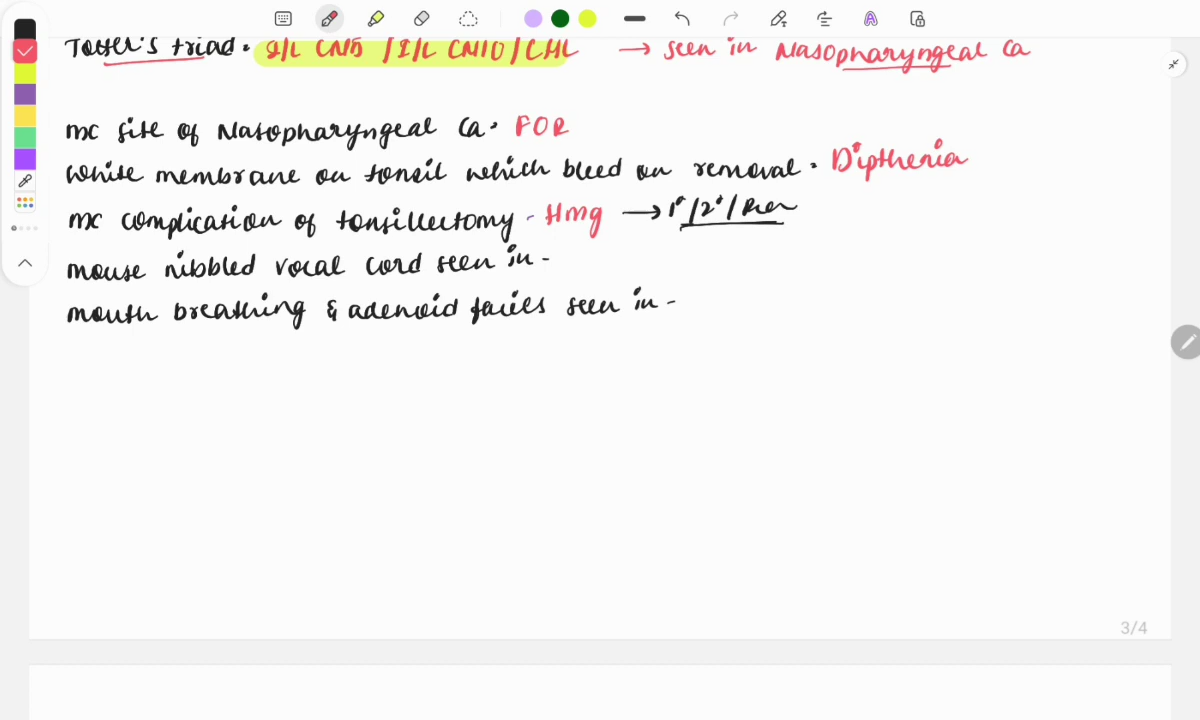 Totter's triad - I/L CN5 / I/L CN10 / CHL → seen in Nasopharyngeal Ca
mc site of Nasopharyngeal Ca - FOR
white membrane on tonsil which bleed on removal - Diptheria
mc complication of tonsillectomy - Hmg → 1° / 2° / Rea
mouse nibbled vocal cord seen in -
mouth breathing & adenoid facies seen in -
3/4